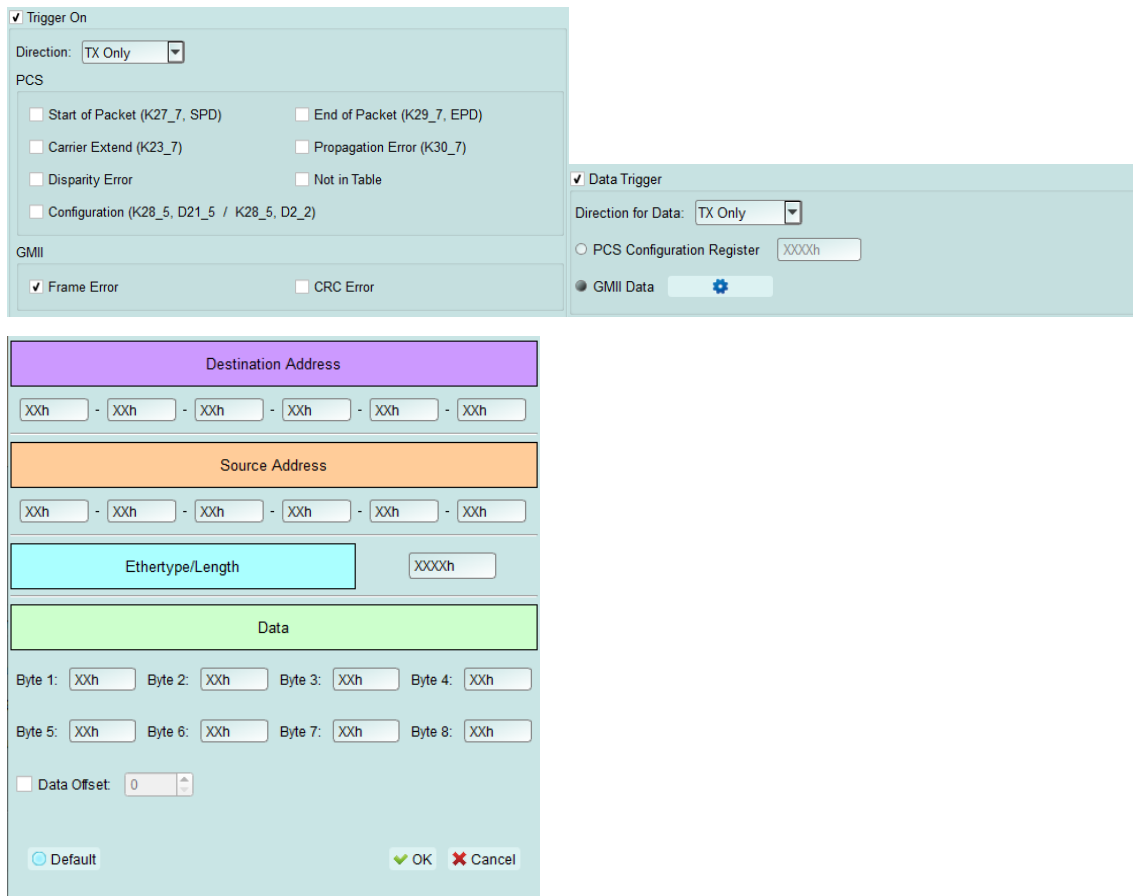 Trigger On
Direction: TX Only
PCS
Start of Packet (K27_7, SPD) End of Packet (K29_7, EPD)
Carrier Extend (K23_7) Propagation Error (K30_7)
Disparity Error Not in Table
Configuration (K28_5, D21_5 / K28_5, D2_2)
GMII
Frame Error CRC Error
Data Trigger
Direction for Data: TX Only
PCS Configuration Register XXXXh
GMII Data
Destination Address
XXh - XXh - XXh - XXh - XXh - XXh
Source Address
XXh - XXh - XXh - XXh - XXh - XXh
Ethertype/Length XXXXh
Data
Byte 1: XXh Byte 2: XXh Byte 3: XXh Byte 4: XXh
Byte 5: XXh Byte 6: XXh Byte 7: XXh Byte 8: XXh
Data Offset: 0
Default OK Cancel